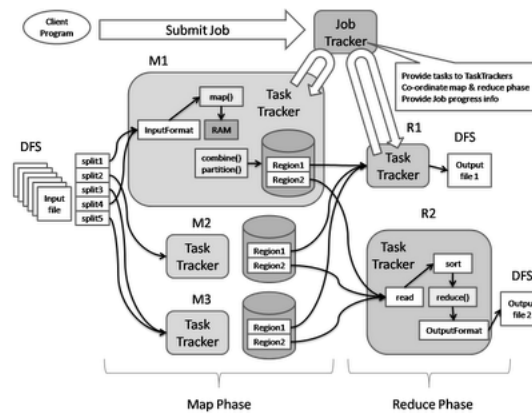 Client
Program
Submit Job
Job
Tracker
Provide tasks to TaskTrackers
Co-ordinate map & reduce phase
Provide Job progress info
M1
map()
Task
Tracker
InputFormat
RAM
combine()
partition()
Region1
Region2
DFS
Input
file
split1
split2
split3
split4
split5
R1
Task
Tracker
DFS
Output
file 1
M2
Task
Tracker
Region1
Region2
M3
Task
Tracker
Region1
Region2
R2
Task
Tracker
sort
read
reduce()
OutputFormat
DFS
Output
file 2
Map Phase
Reduce Phase